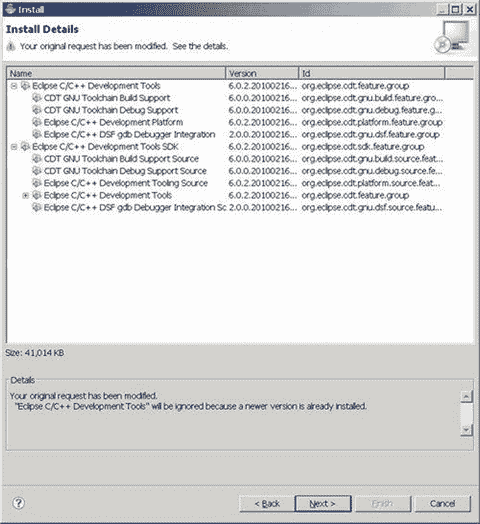 Install
Install Details
Your original request has been modified. See the details.
Name Version Id
Eclipse C/C++ Development Tools 6.0.2.20100216... org.eclipse.cdt.feature.group
CDT GNU Toolchain Build Support 6.0.2.20100216... org.eclipse.cdt.gnu.build.feature.gro...
CDT GNU Toolchain Debug Support 6.0.2.20100216... org.eclipse.cdt.gnu.debug.feature.g...
Eclipse C/C++ Development Platform 6.0.2.20100216... org.eclipse.cdt.platform.feature.group
Eclipse C/C++ DSF gdb Debugger Integration 2.0.0.20100216... org.eclipse.cdt.gnu.dsf.feature.group
Eclipse C/C++ Development Tools SDK 6.0.2.20100216... org.eclipse.cdt.sdk.feature.group
CDT GNU Toolchain Build Support Source 6.0.0.20100216... org.eclipse.cdt.gnu.build.source.feat...
CDT GNU Toolchain Debug Support Source 6.0.0.20100216... org.eclipse.cdt.gnu.debug.source.fe...
Eclipse C/C++ Development Tooling Source 6.0.2.20100216... org.eclipse.cdt.platform.source.feat...
Eclipse C/C++ Development Tools 6.0.2.20100216... org.eclipse.cdt.feature.group
Eclipse C/C++ DSF gdb Debugger Integration Sc 2.0.0.20100216... org.eclipse.cdt.gnu.dsf.source.featu...
Size: 41,014 KB
Details
Your original request has been modified.
"Eclipse C/C++ Development Tools" will be ignored because a newer version is already installed.
? < Back Next > Finish Cancel